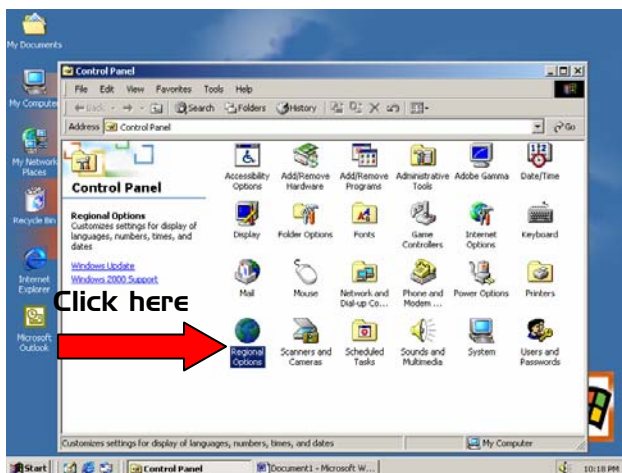 My Documents
Control Panel
File Edit View Favorites Tools Help
Back Search Folders History
Address Control Panel Go
My Computer
My Network Places
Recycle Bin
Internet Explorer
Microsoft Outlook
Control Panel
Regional Options
Customizes settings for display of
languages, numbers, times, and
dates
Windows Update
Windows 2000 Support
Click here
Accessibility Options
Add/Remove Hardware
Add/Remove Programs
Administrative Tools
Adobe Gamma
Date/Time
Display
Folder Options
Fonts
Game Controllers
Internet Options
Keyboard
Mail
Mouse
Network and Dial-up Co...
Phone and Modem ...
Power Options
Printers
Regional Options
Scanners and Cameras
Scheduled Tasks
Sounds and Multimedia
System
Users and Passwords
Customizes settings for display of languages, numbers, times, and dates
My Computer
Start Control Panel Document1 - Microsoft W... 10:18 PM